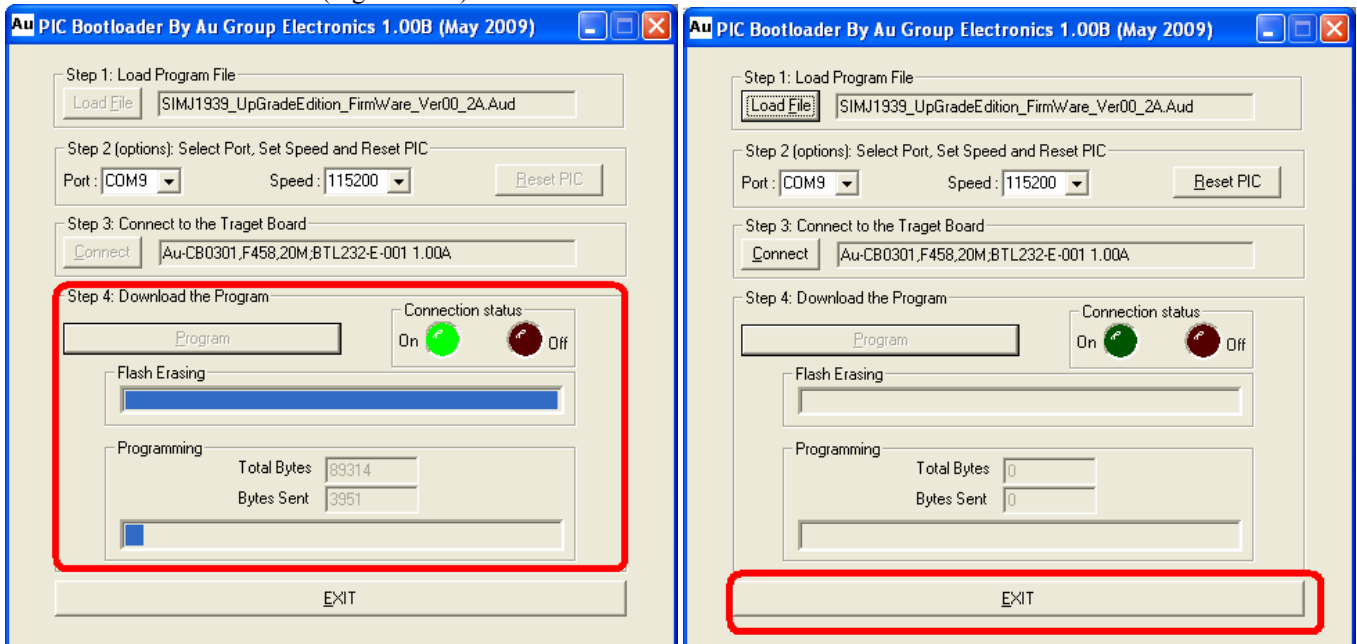 Au PIC Bootloader By Au Group Electronics 1.00B (May 2009)
Step 1: Load Program File
Load File
SIMJ1939_UpGradeEdition_FirmWare_Ver00_2A.Aud
Step 2 (options): Select Port, Set Speed and Reset PIC
Port : COM9
Speed : 115200
Reset PIC
Step 3: Connect to the Traget Board
Connect
Au-CB0301,F458,20M;BTL232-E-001 1.00A
Step 4: Download the Program
Program
Connection status
On
Off
Flash Erasing
Programming
Total Bytes 89314
Bytes Sent 3951
EXIT
Au PIC Bootloader By Au Group Electronics 1.00B (May 2009)
Step 1: Load Program File
Load File
SIMJ1939_UpGradeEdition_FirmWare_Ver00_2A.Aud
Step 2 (options): Select Port, Set Speed and Reset PIC
Port : COM9
Speed : 115200
Reset PIC
Step 3: Connect to the Traget Board
Connect
Au-CB0301,F458,20M;BTL232-E-001 1.00A
Step 4: Download the Program
Program
Connection status
On
Off
Flash Erasing
Programming
Total Bytes 0
Bytes Sent 0
EXIT